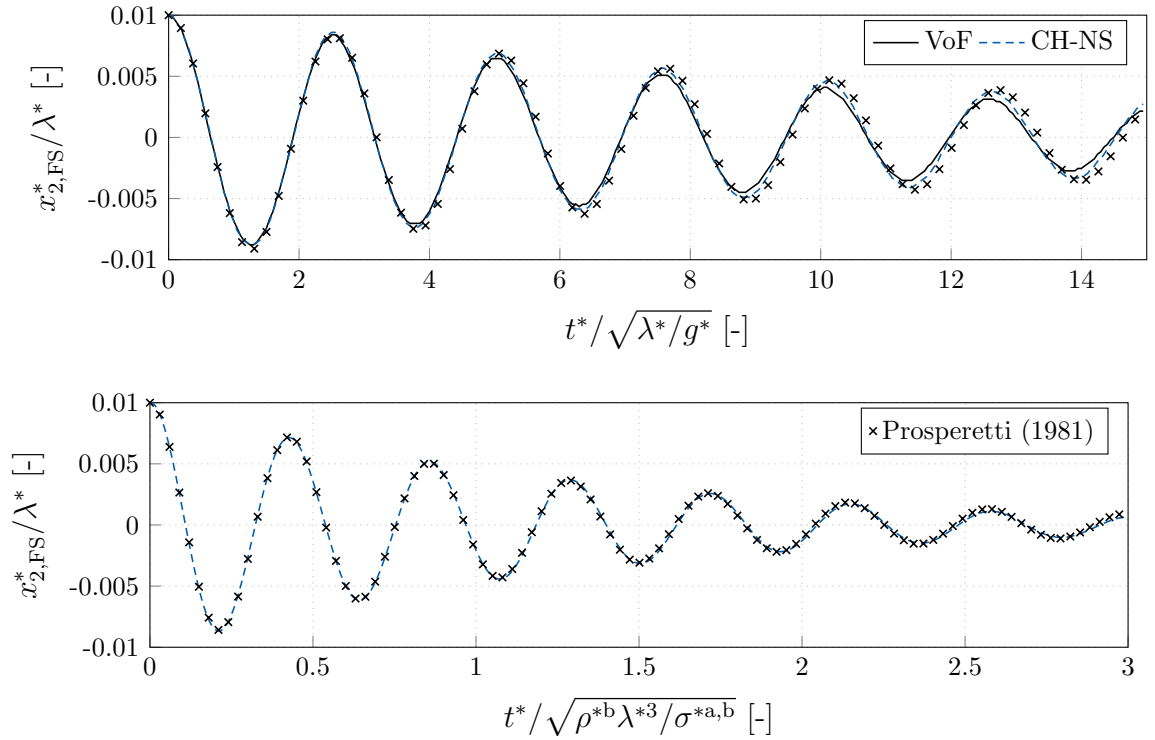 0.01
0.005
0
-0.005
-0.01
x*2,FS/λ* [-]
VoF CH-NS
0 2 4 6 8 10 12 14
t*/√λ*/g* [-]
0.01
0.005
0
-0.005
-0.01
x*2,FS/λ* [-]
Prosperetti (1981)
0 0.5 1 1.5 2 2.5 3
t*/√ρ*bλ*3/σ*a,b [-]